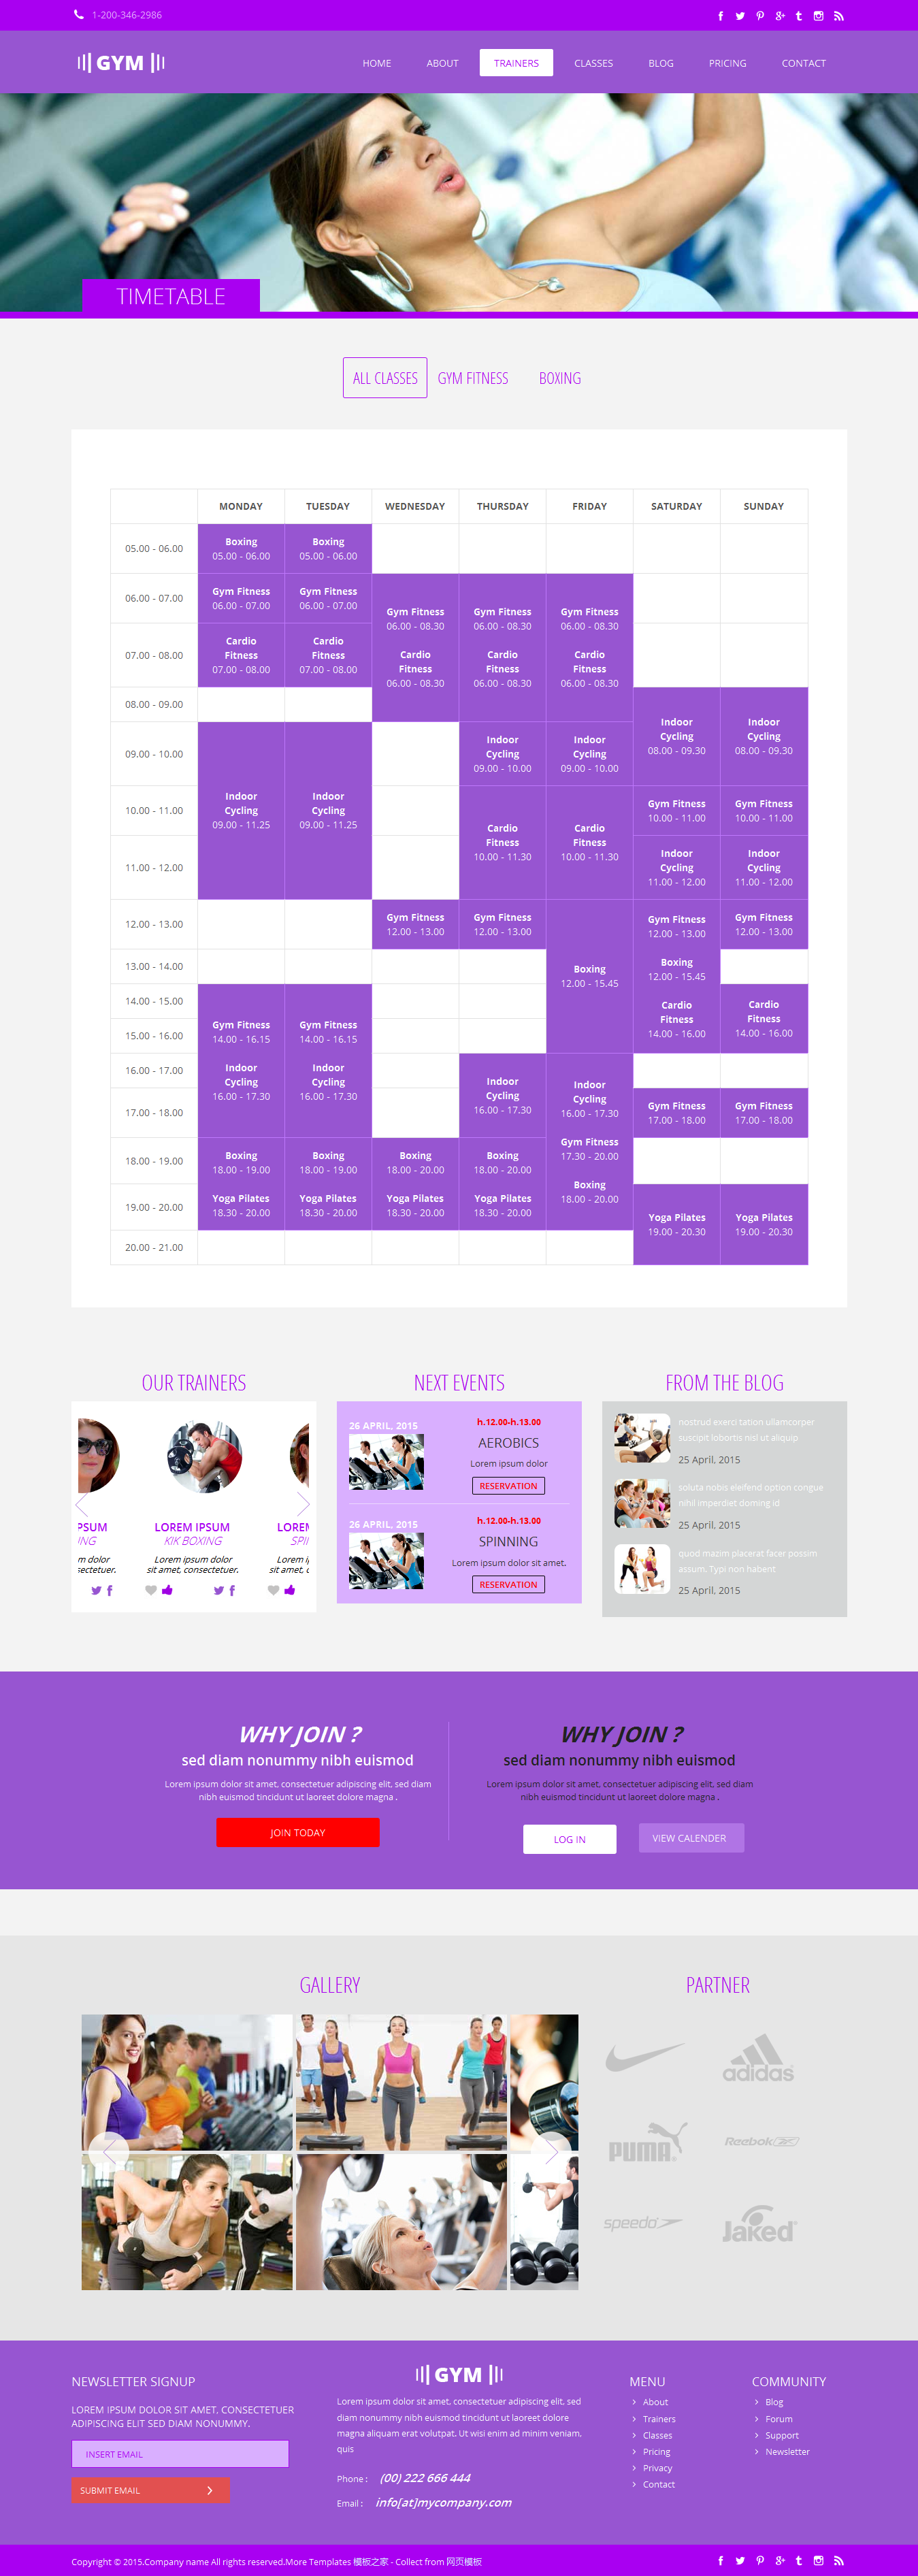 1-200-346-2986
GYM
HOME ABOUT TRAINERS CLASSES BLOG PRICING CONTACT
TIMETABLE
ALL CLASSES GYM FITNESS BOXING
MONDAY TUESDAY WEDNESDAY THURSDAY FRIDAY SATURDAY SUNDAY
05.00 - 06.00
Boxing Boxing
05.00 - 06.00 05.00 - 06.00
06.00 - 07.00
Gym Fitness Gym Fitness
06.00 - 07.00 06.00 - 07.00
Gym Fitness Gym Fitness Gym Fitness
06.00 - 08.30 06.00 - 08.30 06.00 - 08.30
07.00 - 08.00
Cardio Cardio
Fitness Fitness
07.00 - 08.00 07.00 - 08.00
Cardio Cardio Cardio
Fitness Fitness Fitness
06.00 - 08.30 06.00 - 08.30 06.00 - 08.30
08.00 - 09.00
Indoor Indoor
Cycling Cycling
08.00 - 09.30 08.00 - 09.30
09.00 - 10.00
Indoor Indoor
Cycling Cycling
09.00 - 10.00 09.00 - 10.00
Indoor Indoor
Cycling Cycling
09.00 - 11.25 09.00 - 11.25
10.00 - 11.00
Gym Fitness Gym Fitness
10.00 - 11.00 10.00 - 11.00
Cardio Cardio
Fitness Fitness
10.00 - 11.30 10.00 - 11.30
11.00 - 12.00
Indoor Indoor
Cycling Cycling
11.00 - 12.00 11.00 - 12.00
12.00 - 13.00
Gym Fitness Gym Fitness Gym Fitness Gym Fitness
12.00 - 13.00 12.00 - 13.00 12.00 - 13.00 12.00 - 13.00
13.00 - 14.00
Boxing Boxing
12.00 - 15.45 12.00 - 15.45
14.00 - 15.00
Cardio Cardio
Fitness Fitness
14.00 - 16.00 14.00 - 16.00
Gym Fitness Gym Fitness
14.00 - 16.15 14.00 - 16.15
15.00 - 16.00
16.00 - 17.00
Indoor Indoor
Cycling Cycling
16.00 - 17.30 16.00 - 17.30
Indoor Indoor
Cycling Cycling
16.00 - 17.30 16.00 - 17.30
17.00 - 18.00
Gym Fitness Gym Fitness
17.00 - 18.00 17.00 - 18.00
Gym Fitness
17.30 - 20.00
18.00 - 19.00
Boxing Boxing Boxing Boxing
18.00 - 19.00 18.00 - 19.00 18.00 - 20.00 18.00 - 20.00
Boxing
18.00 - 20.00
19.00 - 20.00
Yoga Pilates Yoga Pilates Yoga Pilates Yoga Pilates
18.30 - 20.00 18.30 - 20.00 18.30 - 20.00 18.30 - 20.00
Yoga Pilates Yoga Pilates
19.00 - 20.30 19.00 - 20.30
20.00 - 21.00
OUR TRAINERS
PSUM LOREM IPSUM LOREM
NG KIK BOXING SPI
m dolor Lorem ipsum dolor Lorem i
sectetuer. sit amet, consectetuer. sit amet, c
NEXT EVENTS
26 APRIL, 2015
h.12.00-h.13.00
AEROBICS
Lorem ipsum dolor
RESERVATION
26 APRIL, 2015
h.12.00-h.13.00
SPINNING
Lorem ipsum dolor sit amet.
RESERVATION
FROM THE BLOG
nostrud exerci tation ullamcorper
suscipit lobortis nisl ut aliquip
25 April, 2015
soluta nobis eleifend option congue
nihil imperdiet doming id
25 April, 2015
quod mazim placerat facer possim
assum. Typi non habent
25 April, 2015
WHY JOIN ?
sed diam nonummy nibh euismod
Lorem ipsum dolor sit amet, consectetuer adipiscing elit, sed diam
nibh euismod tincidunt ut laoreet dolore magna .
JOIN TODAY
WHY JOIN ?
sed diam nonummy nibh euismod
Lorem ipsum dolor sit amet, consectetuer adipiscing elit, sed diam
nibh euismod tincidunt ut laoreet dolore magna .
LOG IN
VIEW CALENDER
GALLERY
PARTNER
adidas
PUMA
Reebok
speedo
Jaked
NEWSLETTER SIGNUP
LOREM IPSUM DOLOR SIT AMET, CONSECTETUER
ADIPISCING ELIT SED DIAM NONUMMY.
INSERT EMAIL
SUBMIT EMAIL
GYM
Lorem ipsum dolor sit amet, consectetuer adipiscing elit, sed
diam nonummy nibh euismod tincidunt ut laoreet dolore
magna aliquam erat volutpat. Ut wisi enim ad minim veniam,
quis
Phone : (00) 222 666 444
Email : info[at]mycompany.com
MENU
About
Trainers
Classes
Pricing
Privacy
Contact
COMMUNITY
Blog
Forum
Support
Newsletter
Copyright © 2015.Company name All rights reserved.More Templates 模板之家 - Collect from 网页模板